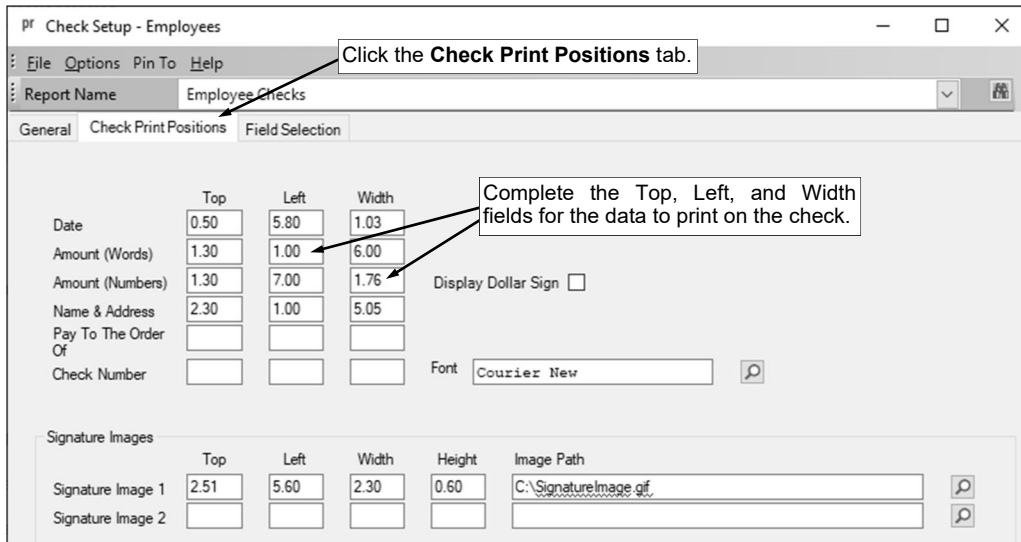 pr Check Setup - Employees
Click the Check Print Positions tab.
File Options Pin To Help
Report Name Employee Checks
General Check Print Positions Field Selection
Complete the Top, Left, and Width
fields for the data to print on the check.
Top Left Width
Date 0.50 5.80 1.03
Amount (Words) 1.30 1.00 6.00
Amount (Numbers) 1.30 7.00 1.76 Display Dollar Sign
Name & Address 2.30 1.00 5.05
Pay To The Order
Of
Check Number Font Courier New
Signature Images
Top Left Width Height Image Path
Signature Image 1 2.51 5.60 2.30 0.60 C:\SignatureImage.gif
Signature Image 2